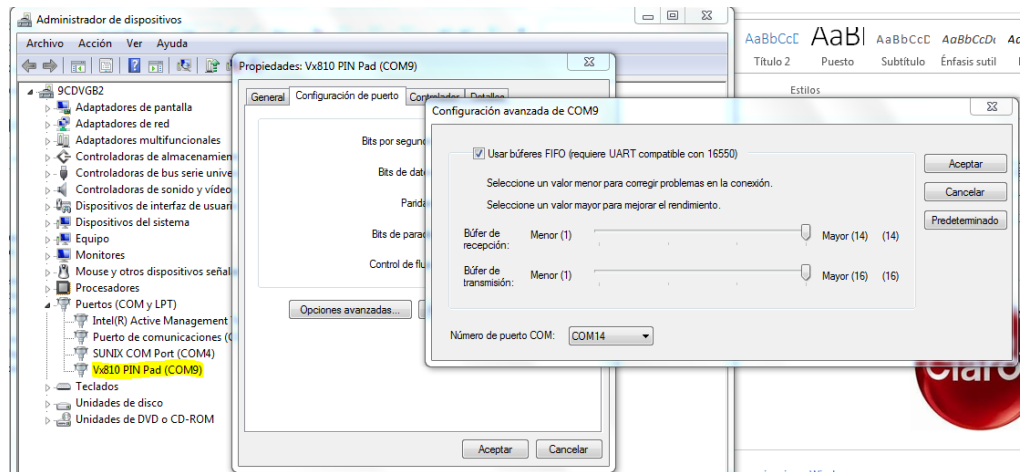 Administrador de dispositivos
Archivo Acción Ver Ayuda
9CDVGB2
Adaptadores de pantalla
Adaptadores de red
Adaptadores multifuncionales
Controladoras de almacenamien
Controladoras de bus serie unive
Controladoras de sonido y vídeo
Dispositivos de interfaz de usuari
Dispositivos del sistema
Equipo
Monitores
Mouse y otros dispositivos señal
Procesadores
Puertos (COM y LPT)
Intel(R) Active Management
Puerto de comunicaciones (
SUNIX COM Port (COM4)
Vx810 PIN Pad (COM9)
Teclados
Unidades de disco
Unidades de DVD o CD-ROM
Propiedades: Vx810 PIN Pad (COM9)
General Configuración de puerto Controlador Detalles
Bits por segund
Bits de dato
Parida
Bits de parad
Control de flu
Opciones avanzadas...
Aceptar Cancelar
Configuración avanzada de COM9
Usar búferes FIFO (requiere UART compatible con 16550)
Seleccione un valor menor para corregir problemas en la conexión.
Seleccione un valor mayor para mejorar el rendimiento.
Búfer de recepción: Menor (1) Mayor (14) (14)
Búfer de transmisión: Menor (1) Mayor (16) (16)
Número de puerto COM: COM14
Aceptar
Cancelar
Predeterminado
AaBbCcD AaBl AaBbCcD AaBbCcDc Aa
Título 2 Puesto Subtítulo Énfasis sutil
Estilos
Claro